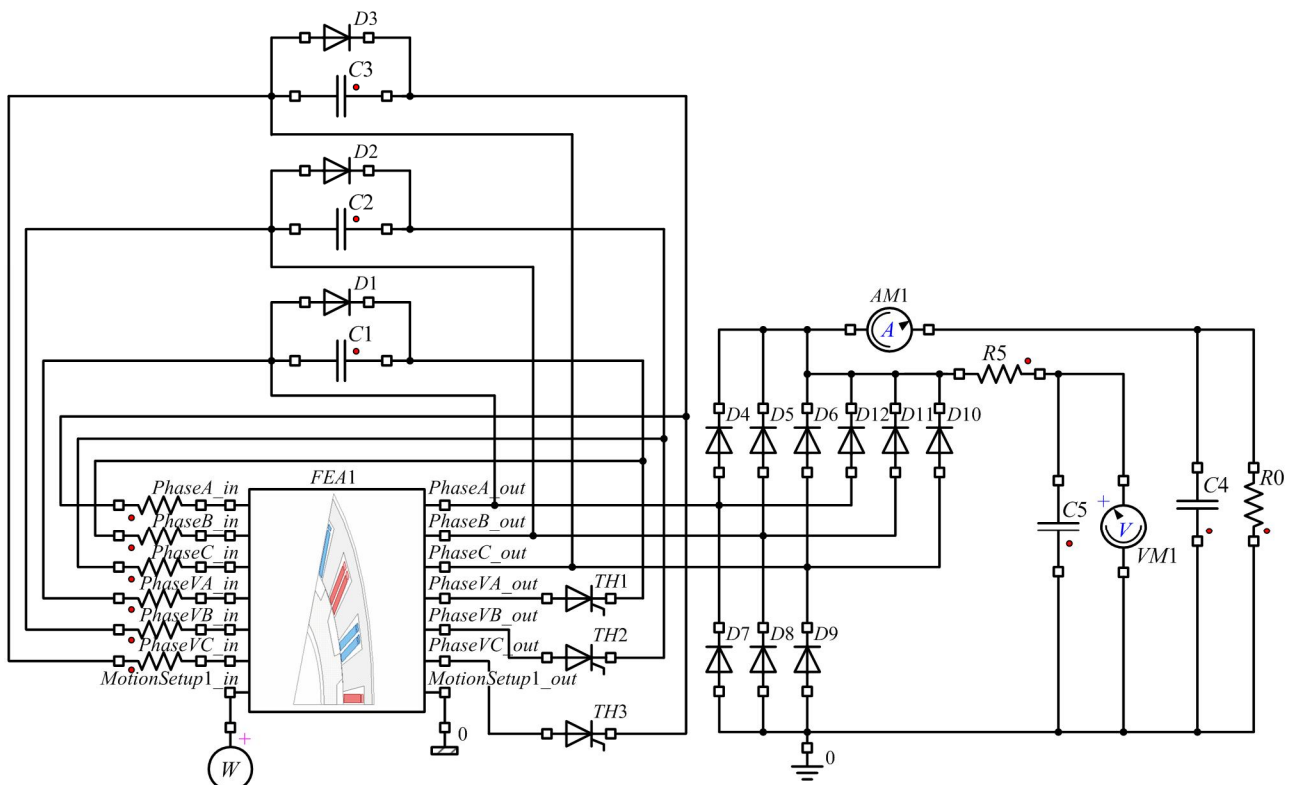 D3
C3
D2
C2
D1
C1
AM1
A
R5
D4 D5 D6 D12 D11 D10
FEA1
PhaseA_in
PhaseA_out
PhaseB_in
PhaseB_out
PhaseC_in
PhaseC_out
PhaseVA_in
PhaseVA_out
PhaseVB_in
PhaseVB_out
PhaseVC_in
PhaseVC_out
MotionSetup1_in
MotionSetup1_out
TH1
TH2
TH3
C5
+
V
VM1
C4
R0
D7 D8 D9
+
W
0
0